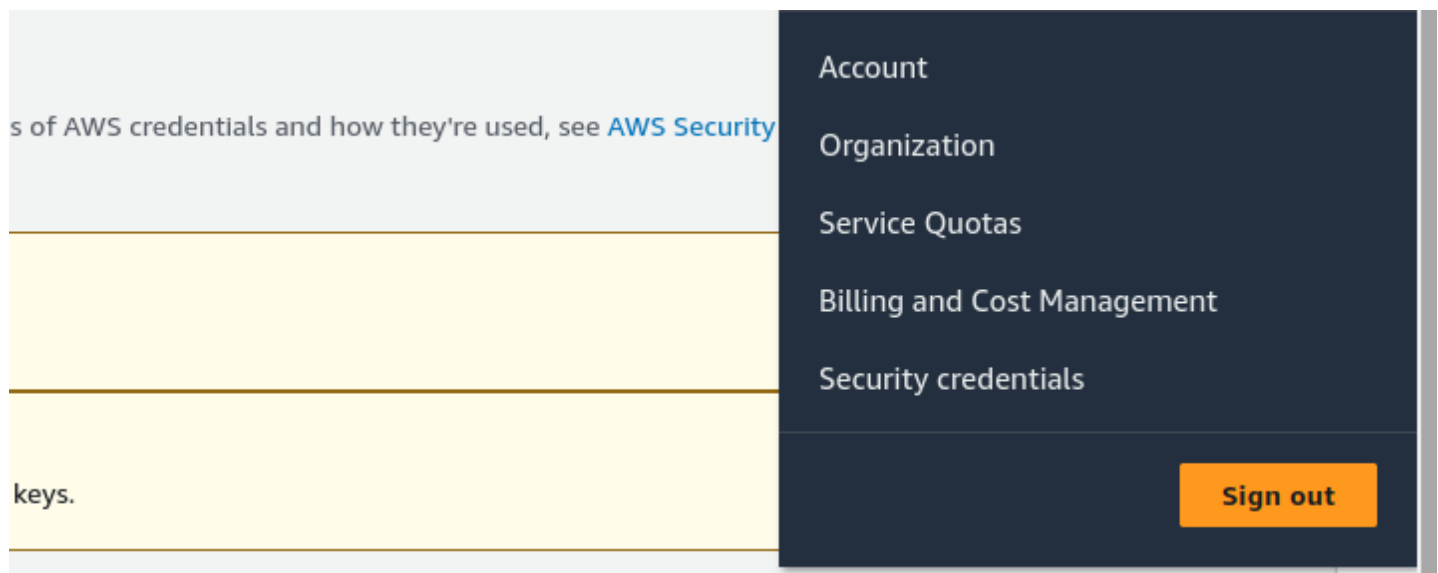 s of AWS credentials and how they're used, see AWS Security
keys.
Account
Organization
Service Quotas
Billing and Cost Management
Security credentials
Sign out